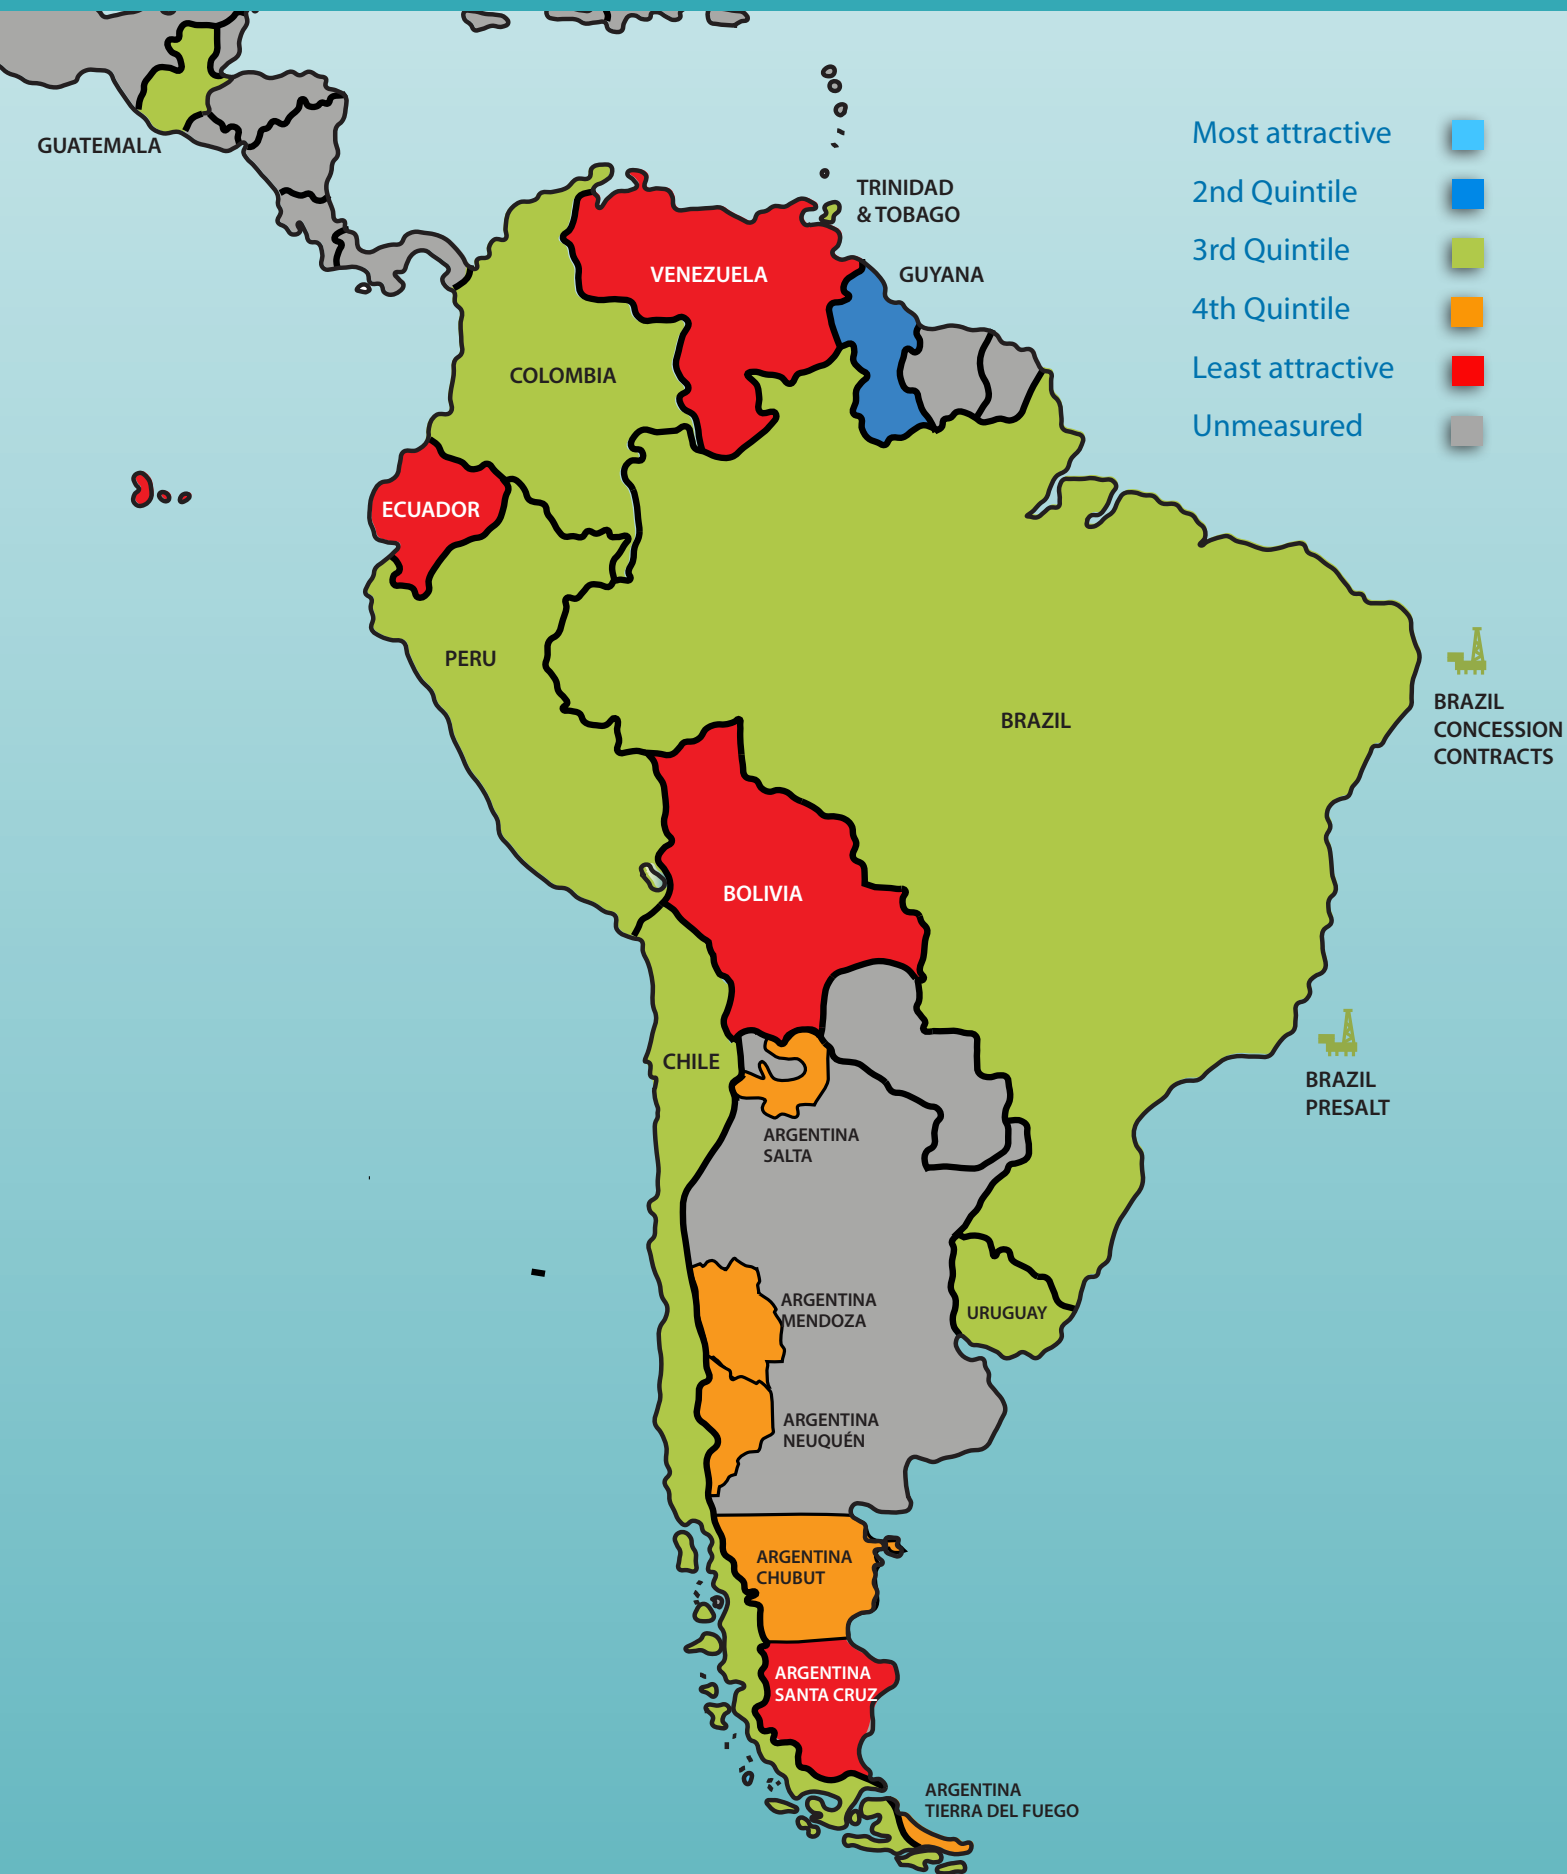 GUATEMALA
Most attractive
2nd Quintile
3rd Quintile
4th Quintile
Least attractive
Unmeasured
TRINIDAD
& TOBAGO
VENEZUELA
GUYANA
COLOMBIA
ECUADOR
PERU
BRAZIL
BRAZIL
CONCESSION
CONTRACTS
BOLIVIA
CHILE
BRAZIL
PRESALT
ARGENTINA
SALTA
ARGENTINA
MENDOZA
URUGUAY
ARGENTINA
NEUQUÉN
ARGENTINA
CHUBUT
ARGENTINA
SANTA CRUZ
ARGENTINA
TIERRA DEL FUEGO